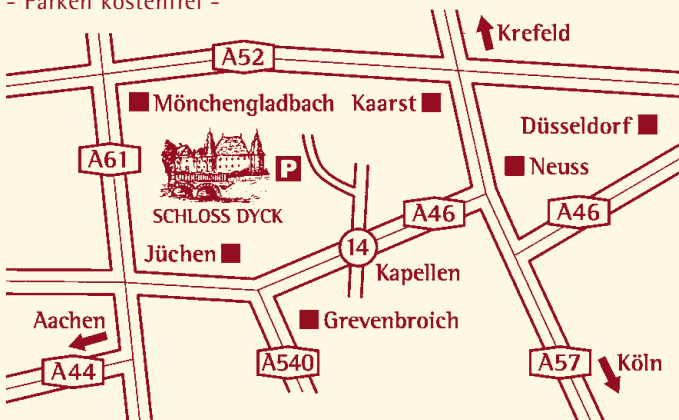 - Parken kostenfrei -
Krefeld
A52
Mönchengladbach
Kaarst
Düsseldorf
A61
P
Neuss
SCHLOSS DYCK
A46
A46
Jüchen
14
Kapellen
Aachen
Grevenbroich
A44
A540
A57
Köln